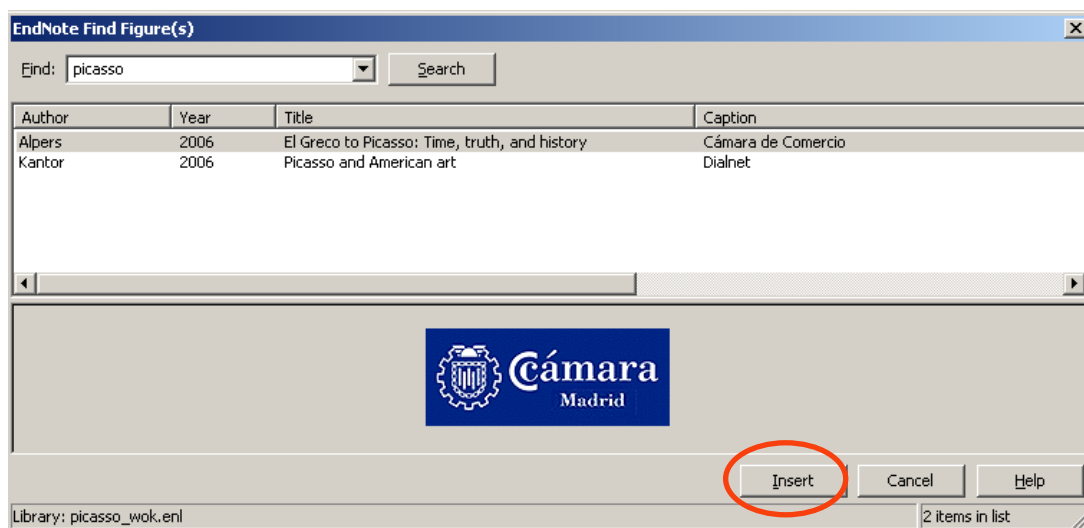 EndNote Find Figure(s)
Find: picasso Search
Author Year Title Caption
Alpers 2006 El Greco to Picasso: Time, truth, and history Cámara de Comercio
Kantor 2006 Picasso and American art Dialnet
Ccámara
Madrid
Insert Cancel Help
Library: picasso_wok.enl 2 items in list